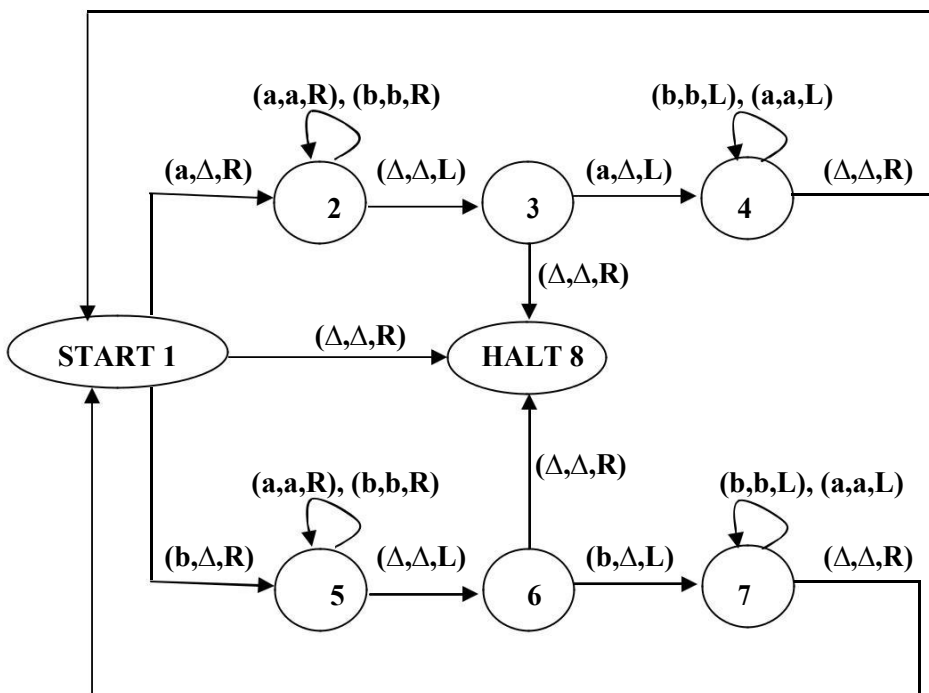 (a,a,R), (b,b,R)
(b,b,L), (a,a,L)
(a,Δ,R)
(Δ,Δ,L)
(a,Δ,L)
(Δ,Δ,R)
2
3
4
(Δ,Δ,R)
(Δ,Δ,R)
START 1
HALT 8
(Δ,Δ,R)
(a,a,R), (b,b,R)
(b,b,L), (a,a,L)
(b,Δ,R)
(Δ,Δ,L)
(b,Δ,L)
(Δ,Δ,R)
5
6
7